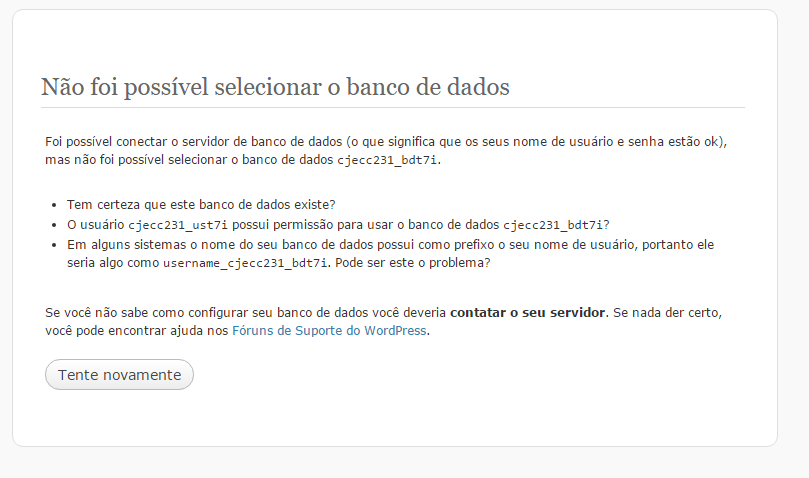 Não foi possível selecionar o banco de dados
Foi possível conectar o servidor de banco de dados (o que significa que os seus nome de usuário e senha estão ok),
mas não foi possível selecionar o banco de dados cjecc231_bdt7i.
• Tem certeza que este banco de dados existe?
• O usuário cjecc231_ust7i possui permissão para usar o banco de dados cjecc231_bdt7i?
• Em alguns sistemas o nome do seu banco de dados possui como prefixo o seu nome de usuário, portanto ele
seria algo como username_cjecc231_bdt7i. Pode ser este o problema?
Se você não sabe como configurar seu banco de dados você deveria contatar o seu servidor. Se nada der certo,
você pode encontrar ajuda nos Fóruns de Suporte do WordPress.
Tente novamente